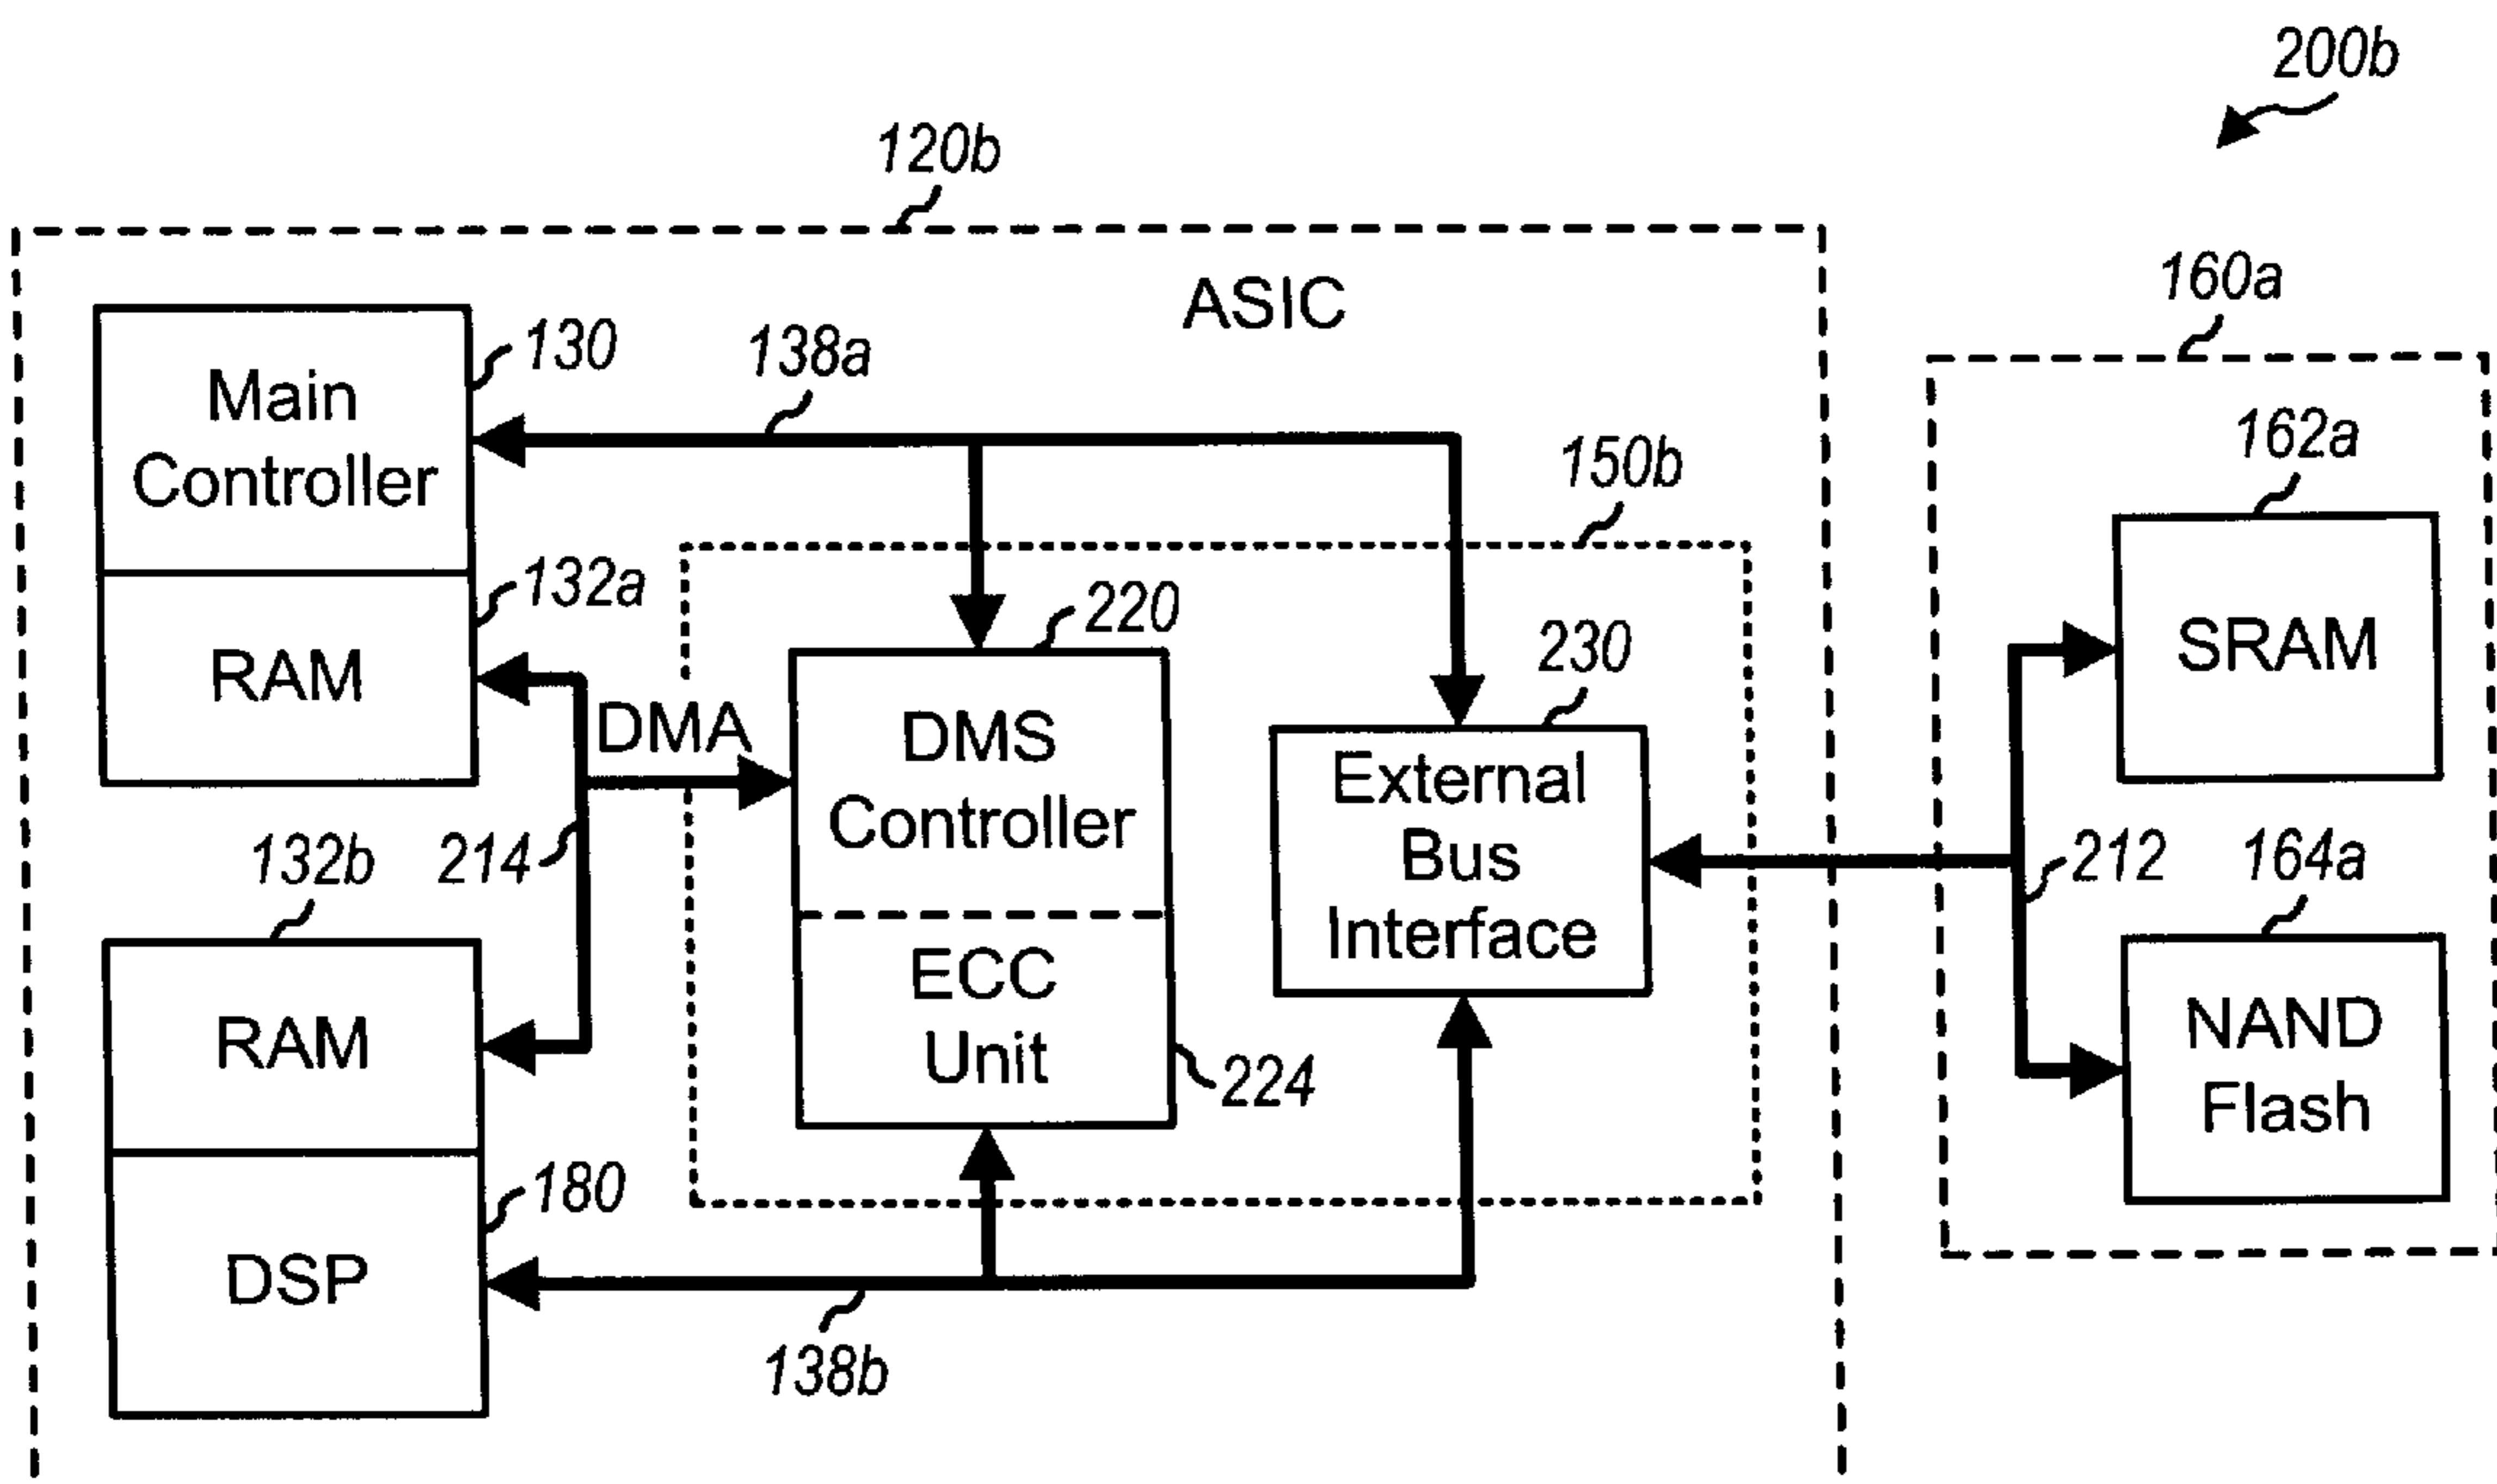 200b
120b
ASIC
160a
130
138a
Main
Controller
150b
162a
132a
220
230
RAM
DMA
SRAM
DMS
Controller
External
Bus
Interface
214
132b
212
164a
ECC
Unit
224
RAM
NAND
Flash
180
DSP
138b